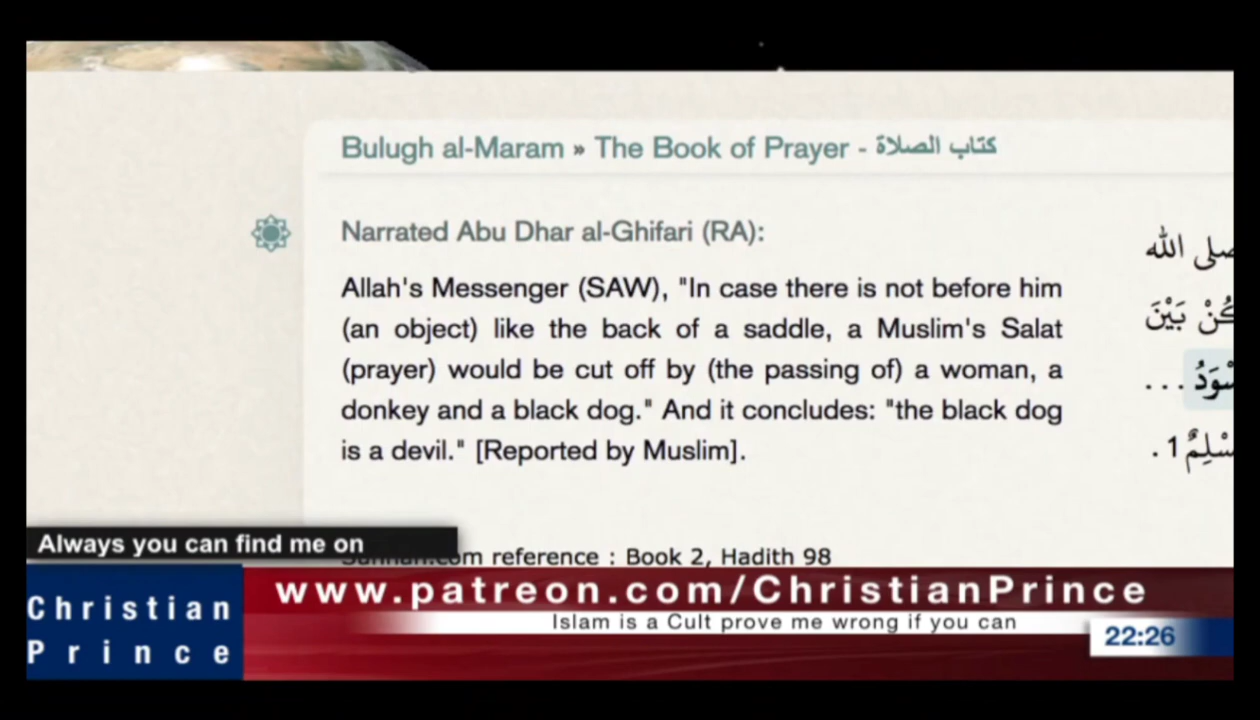 Bulugh al-Maram » The Book of Prayer - كتاب الصلاة
Narrated Abu Dhar al-Ghifari (RA):
صلى الله
Allah's Messenger (SAW), "In case there is not before him
(an object) like the back of a saddle, a Muslim's Salat
(prayer) would be cut off by (the passing of) a woman, a
donkey and a black dog." And it concludes: "the black dog
is a devil." [Reported by Muslim].
بَيْنَ
reference : Book 2, Hadith 98
Always you can find me on
Christian
Prince
www.patreon.com/ChristianPrince
Islam is a Cult prove me wrong if you can
22:26